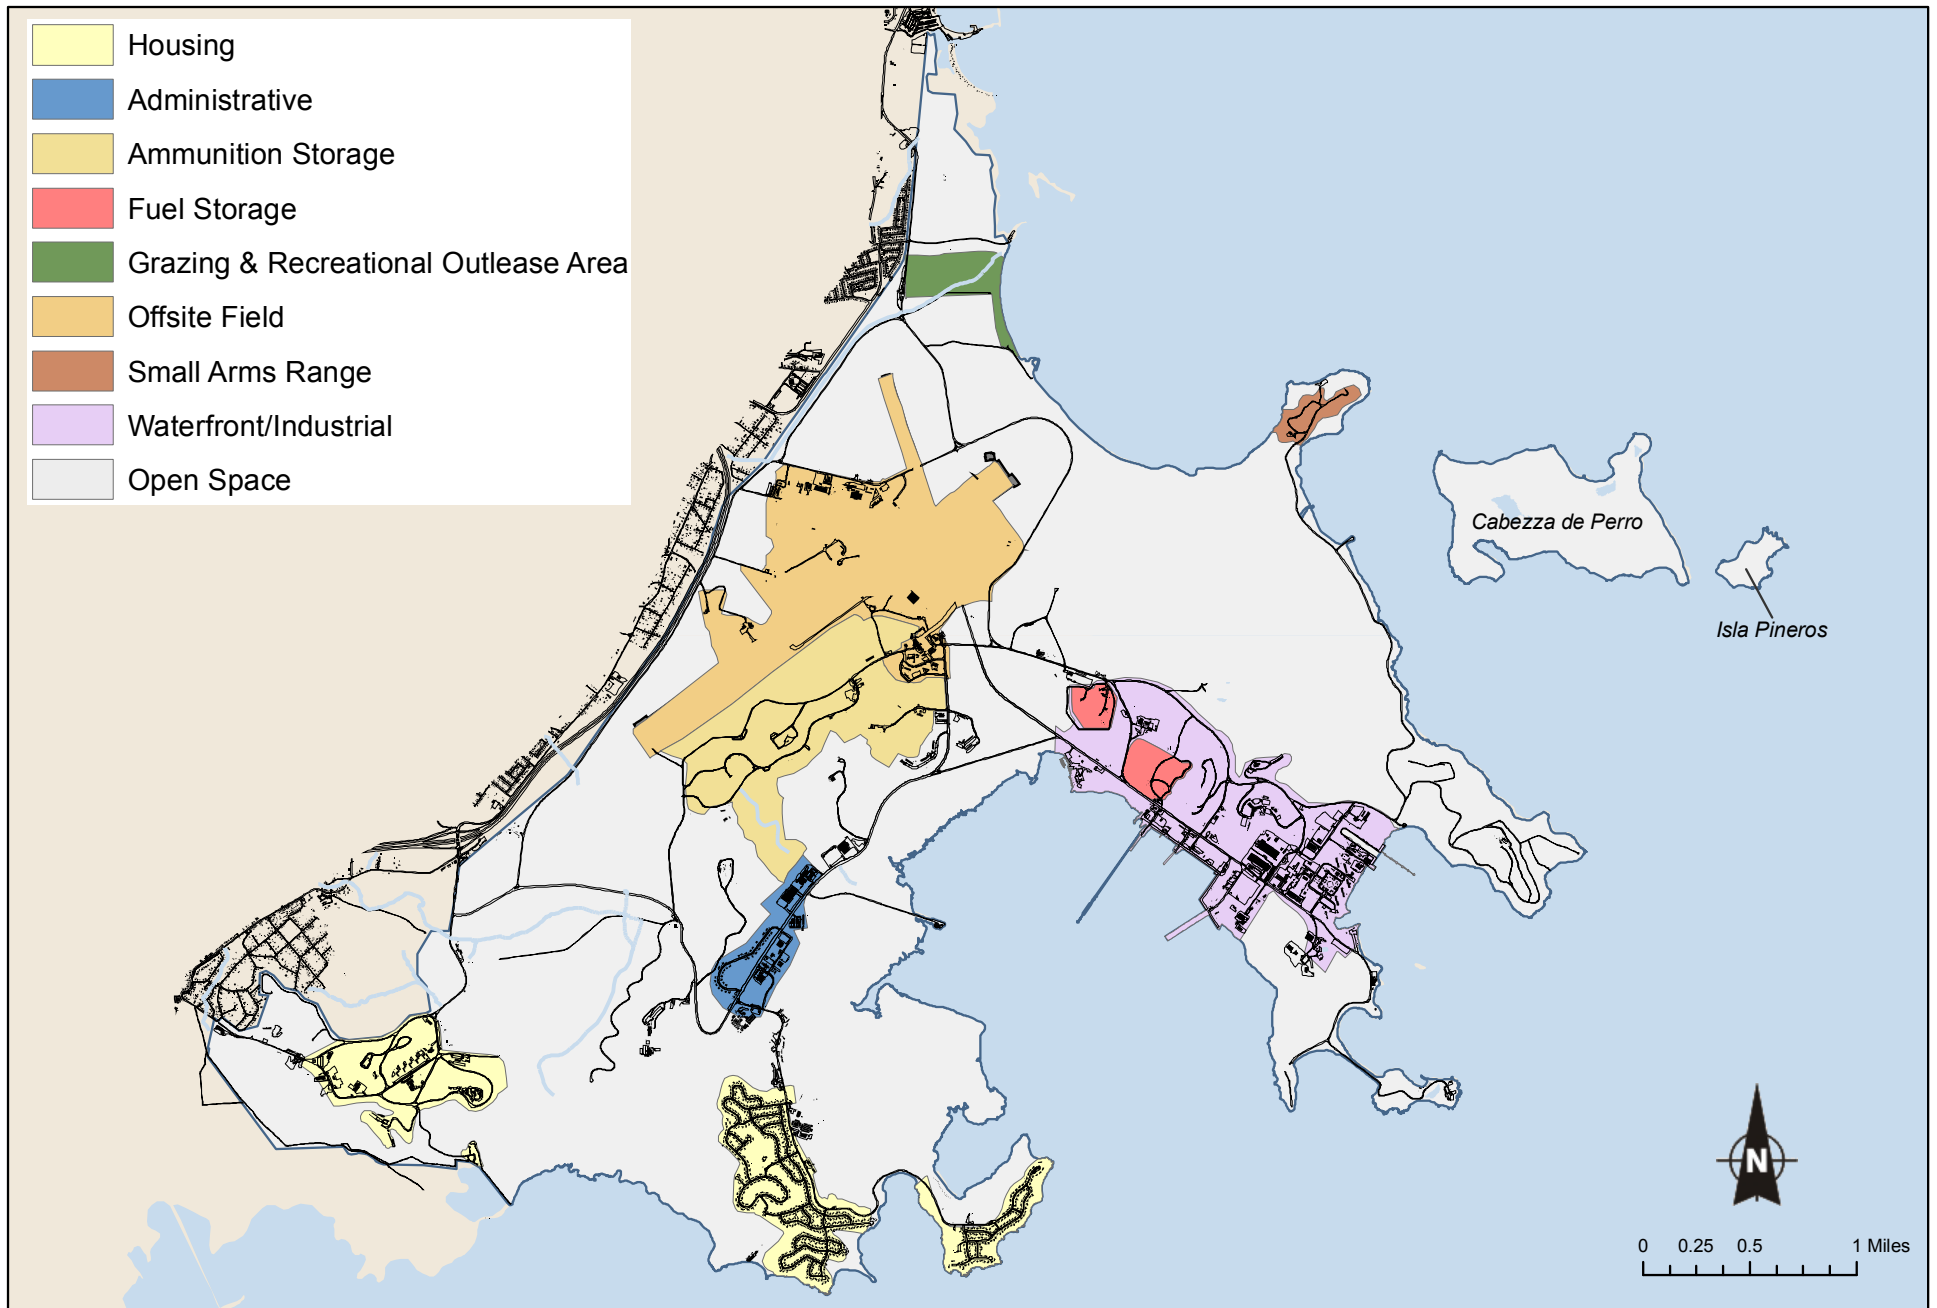 Housing
Administrative
Ammunition Storage
Fuel Storage
Grazing & Recreational Outlease Area
Offsite Field
Small Arms Range
Waterfront/Industrial
Open Space
Cabezza de Perro
Isla Pineros
N
0 0.25 0.5 1 Miles